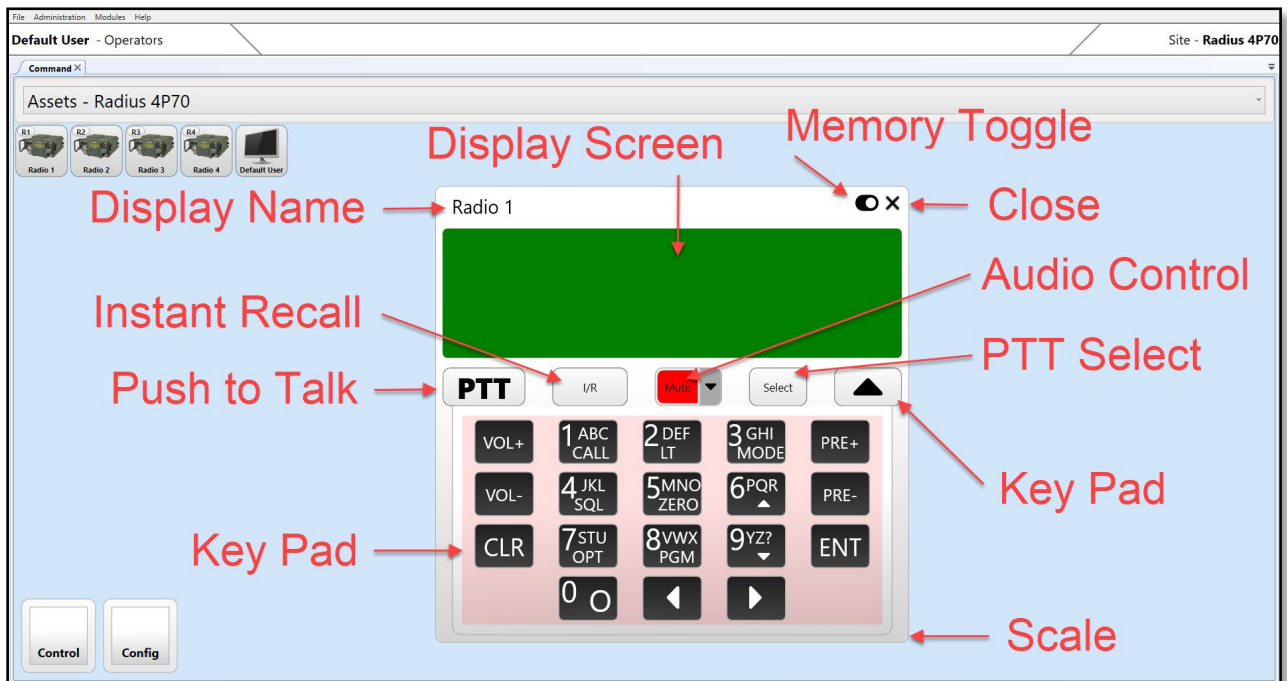 File Administration Modules Help
Default User - Operators
Site - Radius 4P70
Command ×
Assets - Radius 4P70
R1 R2 R3 R4
Radio 1 Radio 2 Radio 3 Radio 4 Default User
Display Screen
Memory Toggle
Display Name
Radio 1
Close
Audio Control
Instant Recall
PTT Select
Push to Talk
PTT I/R Mute Select
VOL+ 1 ABC CALL 2 DEF LT 3 GHI MODE PRE+
VOL- 4 JKL SQL 5 MNO ZERO 6 PQR PRE-
Key Pad
Key Pad
CLR 7 STU OPT 8 VWX PGM 9 YZ? ENT
0 O
Scale
Control Config